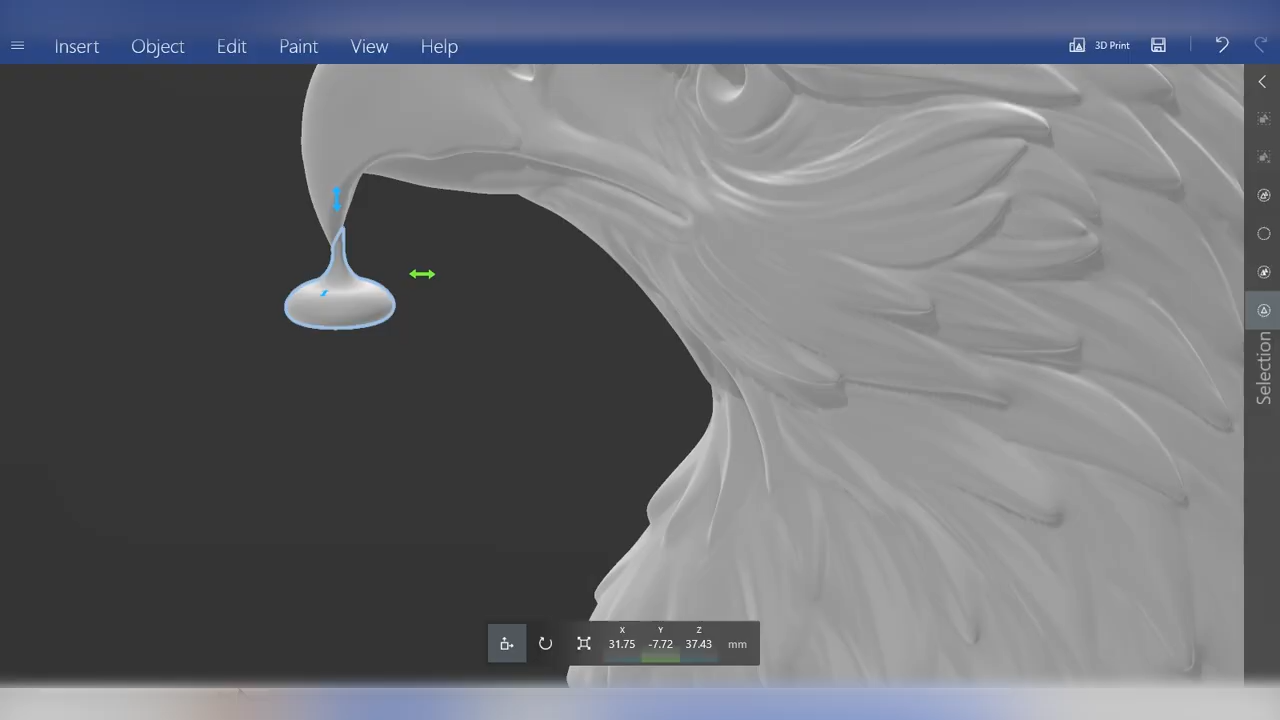 Insert Object Edit Paint View Help 3D Print
Selection
X Y Z
31.75 -7.72 37.43 mm